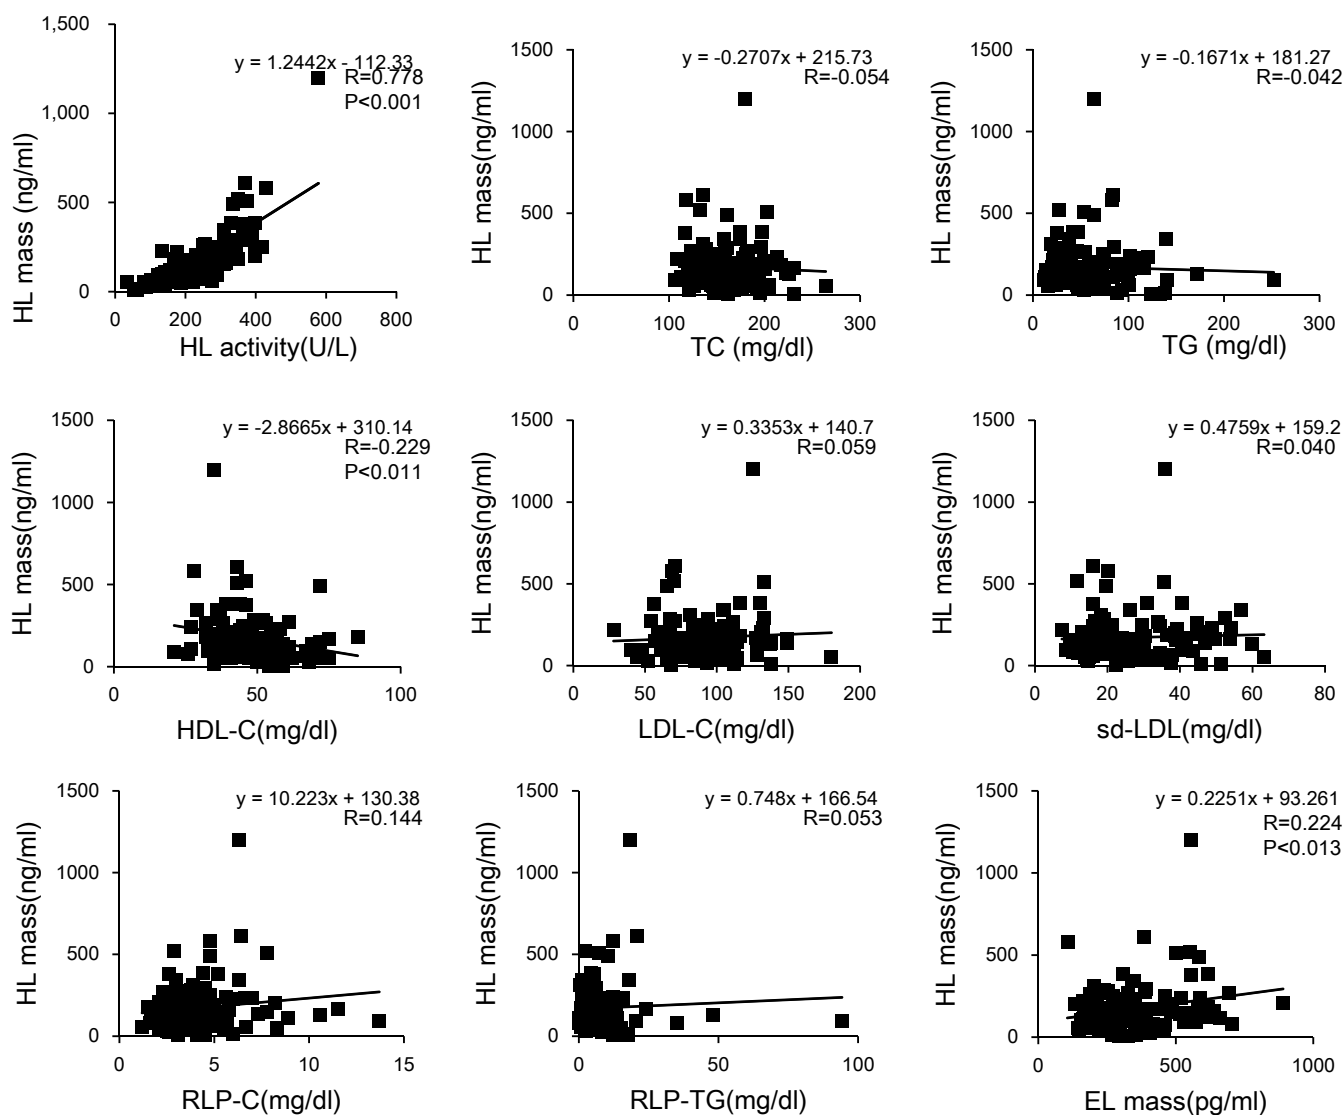 1,500
1,000
500
0
0 200 400 600 800
HL mass (ng/ml)
HL activity(U/L)
y = 1.2442x - 112.33
R=0.778
P<0.001
1500
1000
500
0
0 100 200 300
HL mass(ng/ml)
TC (mg/dl)
y = -0.2707x + 215.73
R=-0.054
1500
1000
500
0
0 100 200 300
HL mass(ng/ml)
TG (mg/dl)
y = -0.1671x + 181.27
R=-0.042
1500
1000
500
0
0 50 100
HL mass(ng/ml)
HDL-C(mg/dl)
y = -2.8665x + 310.14
R=-0.229
P<0.011
1500
1000
500
0
0 50 100 150 200
HL mass(ng/ml)
LDL-C(mg/dl)
y = 0.3353x + 140.7
R=0.059
1500
1000
500
0
0 20 40 60 80
HL mass(ng/ml)
sd-LDL(mg/dl)
y = 0.4759x + 159.2
R=0.040
1500
1000
500
0
0 5 10 15
HL mass(ng/ml)
RLP-C(mg/dl)
y = 10.223x + 130.38
R=0.144
1500
1000
500
0
0 50 100
HL mass(ng/ml)
RLP-TG(mg/dl)
y = 0.748x + 166.54
R=0.053
1500
1000
500
0
0 500 1000
HL mass(ng/ml)
EL mass(pg/ml)
y = 0.2251x + 93.261
R=0.224
P<0.013